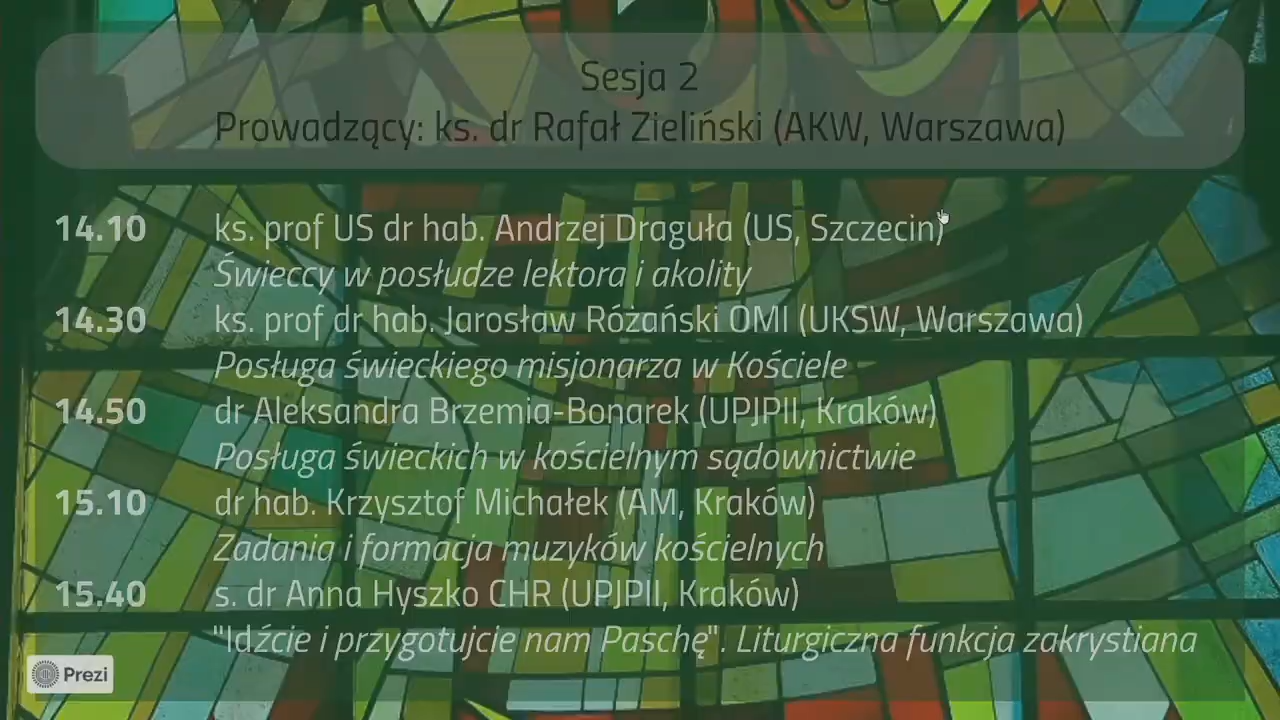 Sesja 2
Prowadzący: ks. dr Rafał Zieliński (AKW, Warszawa)
14.10 ks. prof US dr hab. Andrzej Draguła (US, Szczecin)
Świeccy w posłudze lektora i akolity
14.30 ks. prof dr hab. Jarosław Różański OMI (UKSW, Warszawa)
Posługa świeckiego misjonarza w Kościele
14.50 dr Aleksandra Brzemia-Bonarek (UPJPII, Kraków)
Posługa świeckich w kościelnym sądownictwie
15.10 dr hab. Krzysztof Michałek (AM, Kraków)
Zadania i formacja muzyków kościelnych
15.40 s. dr Anna Hyszko CHR (UPJPII, Kraków)
"Idźcie i przygotujcie nam Paschę". Liturgiczna funkcja zakrystiana
Prezi